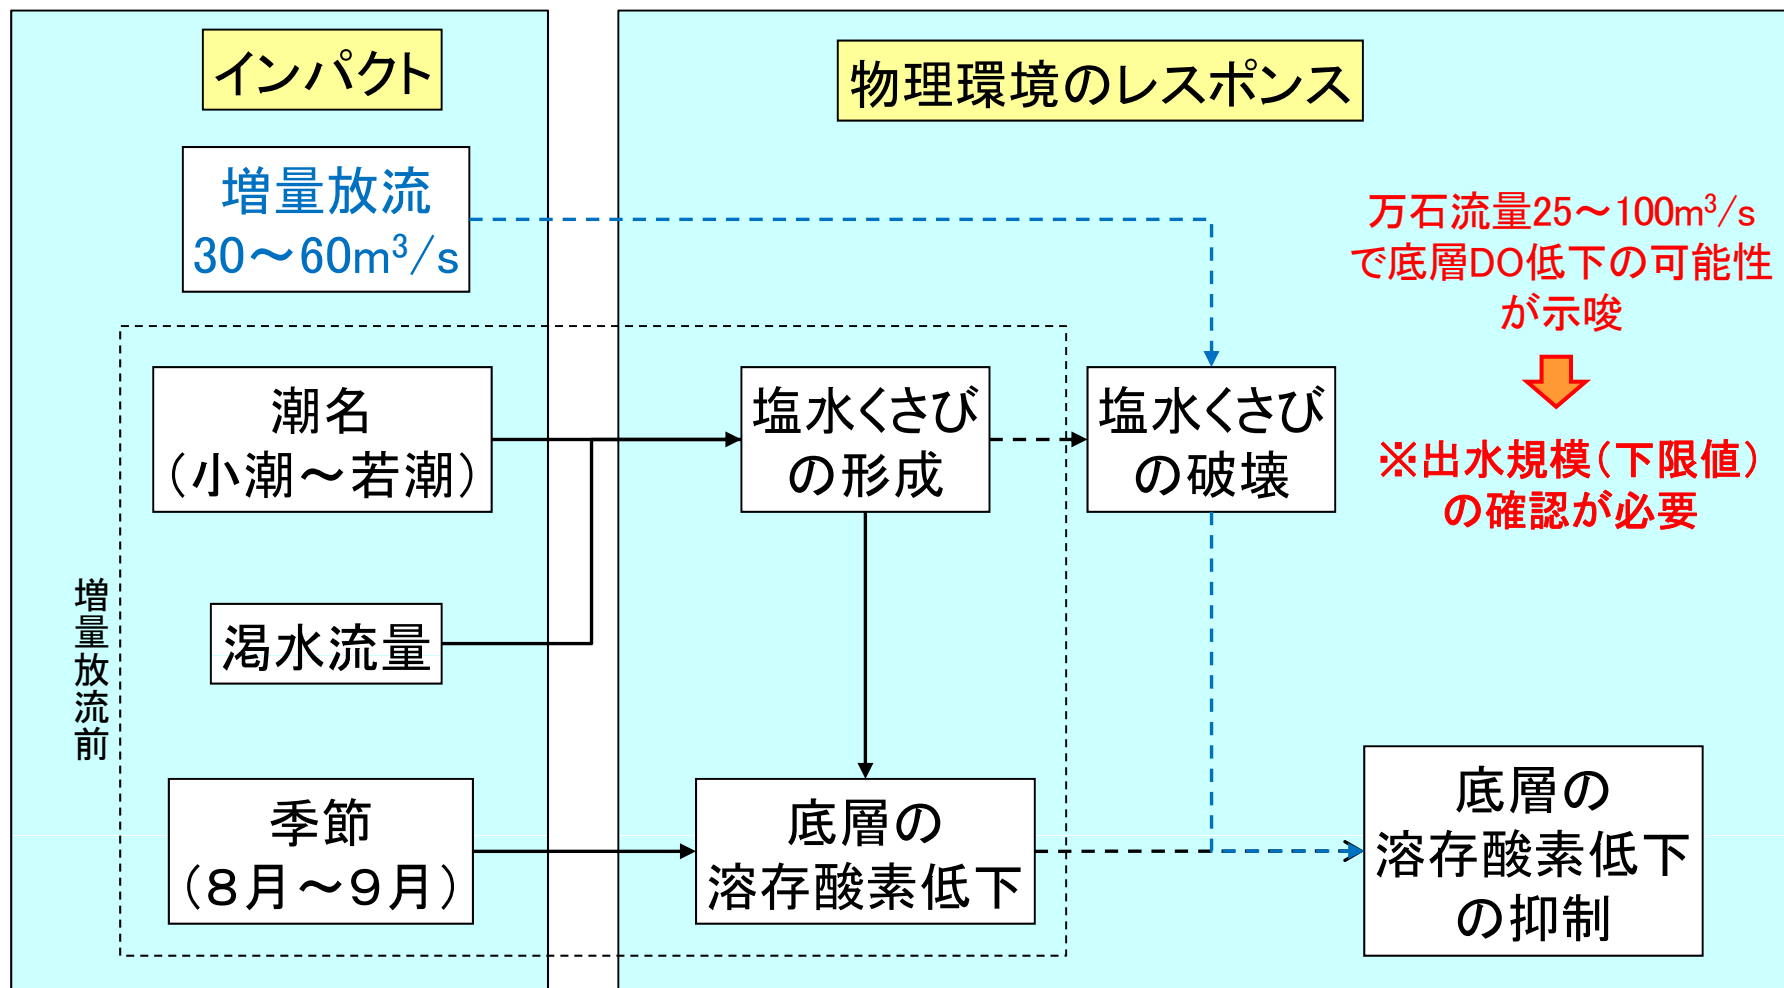 インパクト
物理環境のレスポンス
増量放流
30～60m³/s
万石流量25～100m³/s
で底層DO低下の可能性
が示唆
※出水規模（下限値）
の確認が必要
潮名
（小潮～若潮）
塩水くさび
の形成
塩水くさび
の破壊
増量放流前
渇水流量
季節
（８月～９月）
底層の
溶存酸素低下
底層の
溶存酸素低下
の抑制